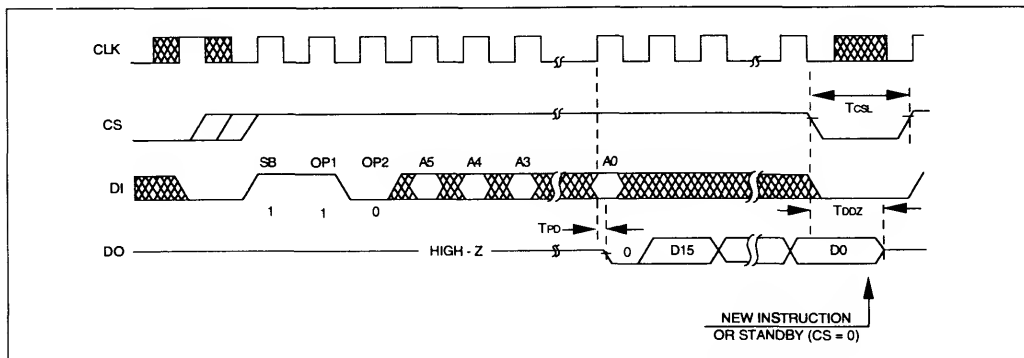 CLK
CS
TCSL
SB OP1 OP2 A5 A4 A3 A0
DI
1 1 0
TDDZ
TPD
DO HIGH - Z 0 D15 D0
NEW INSTRUCTION
OR STANDBY (CS = 0)